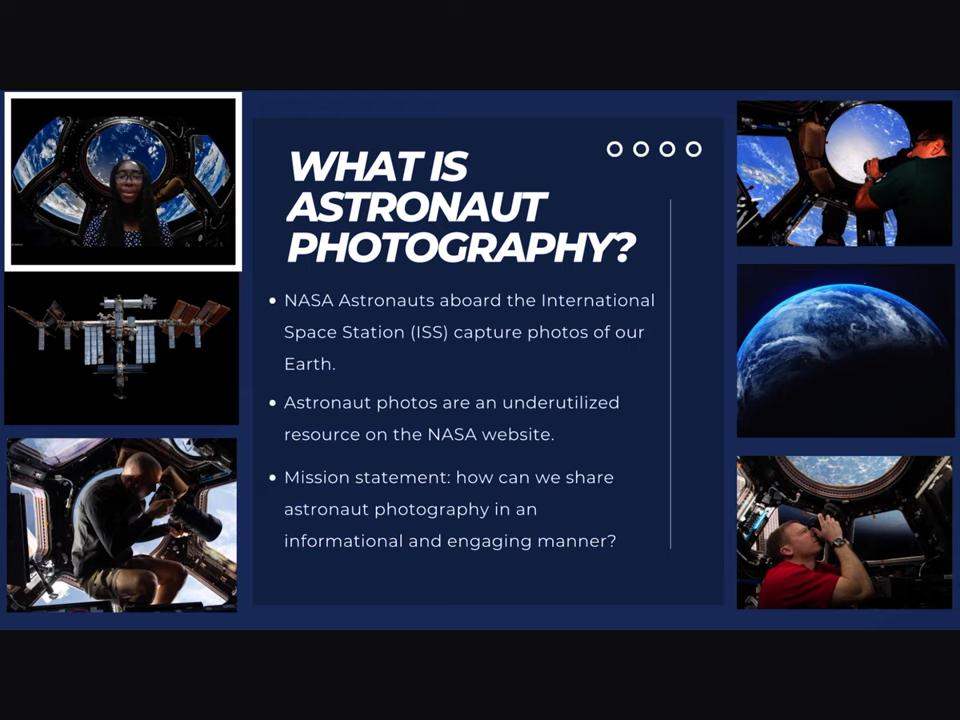 WHAT IS
ASTRONAUT
PHOTOGRAPHY?
• NASA Astronauts aboard the International
Space Station (ISS) capture photos of our
Earth.
• Astronaut photos are an underutilized
resource on the NASA website.
• Mission statement: how can we share
astronaut photography in an
informational and engaging manner?